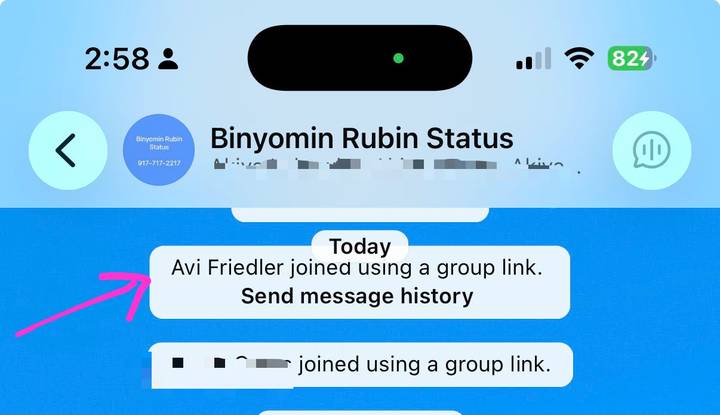 2:58
82
Binyomin Rubin
Status
917-717-2217
Binyomin Rubin Status
Today
Avi Friedler joined using a group link.
Send message history
joined using a group link.